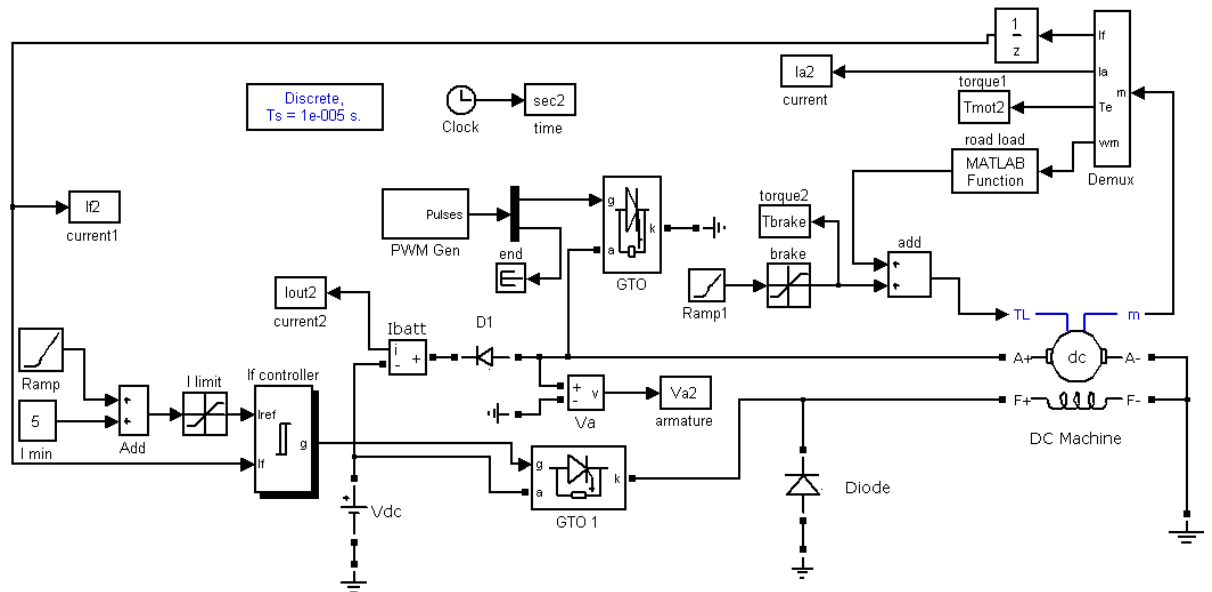 1
z
If
Ia
m
Te
wm
Demux
Ia2
current
torque1
Tmot2
road load
MATLAB
Function
Discrete,
Ts = 1e-005 s.
Clock
sec2
time
If2
current1
Pulses
PWM Gen
end
g
a
k
GTO
torque2
Tbrake
brake
Ramp1
add
+
+
TL
m
Iout2
current2
Ibatt
i
-
+
D1
A+
dc
A-
F+
F-
DC Machine
Ramp
5
I min
+
+
Add
I limit
If controller
Iref
If
g
+
-
v
Va
Va2
armature
g
a
k
GTO 1
+
Vdc
Diode